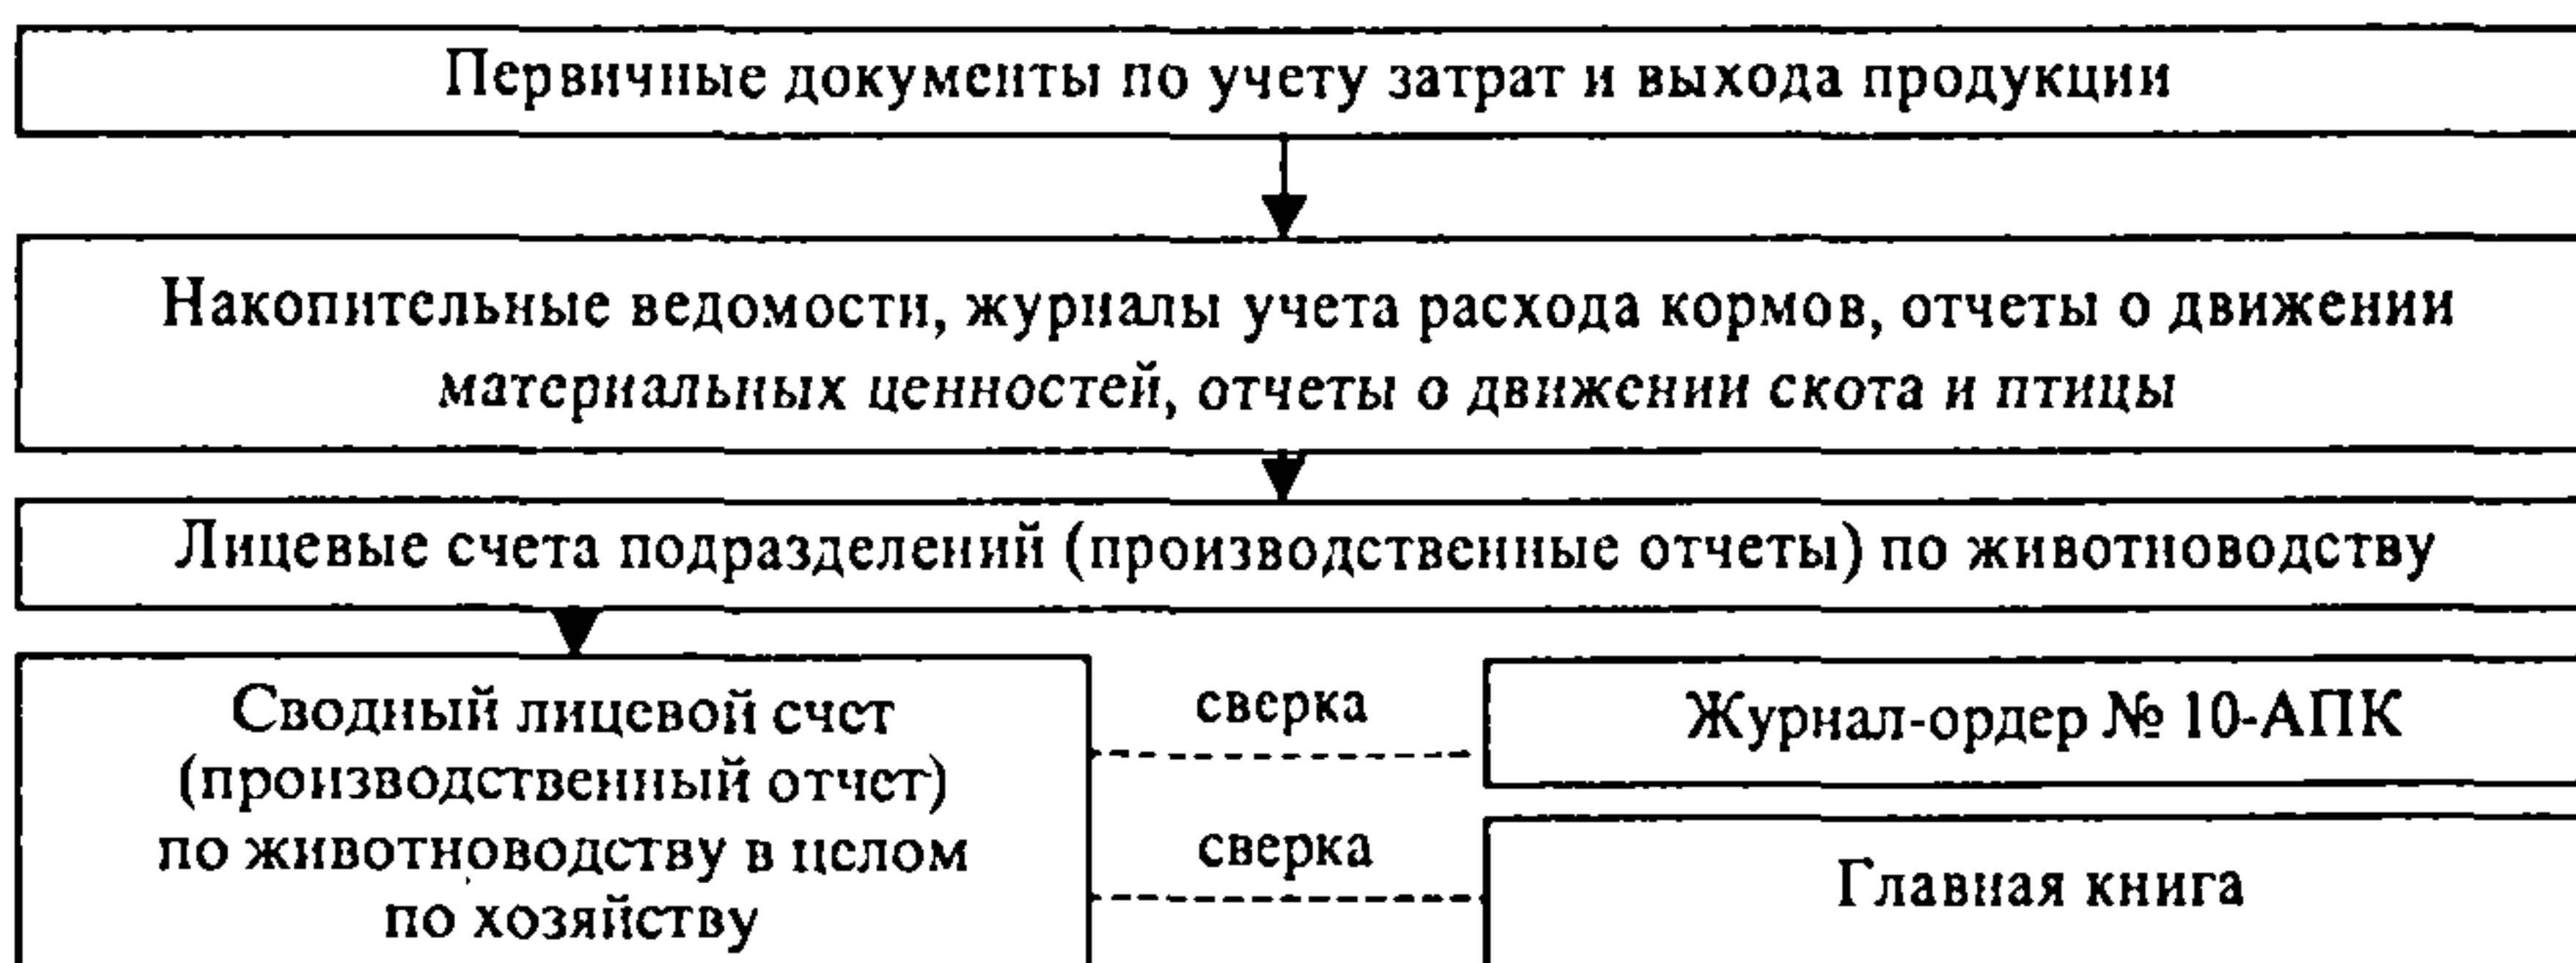 Первичные документы по учету затрат и выхода продукции
Накопительные ведомости, журналы учета расхода кормов, отчеты о движении
материальных ценностей, отчеты о движении скота и птицы
Лицевые счета подразделений (производственные отчеты) по животноводству
Сводный лицевой счет
(производственный отчет)
по животноводству в целом
по хозяйству
сверка
Журнал-ордер № 10-АПК
сверка
Главная книга